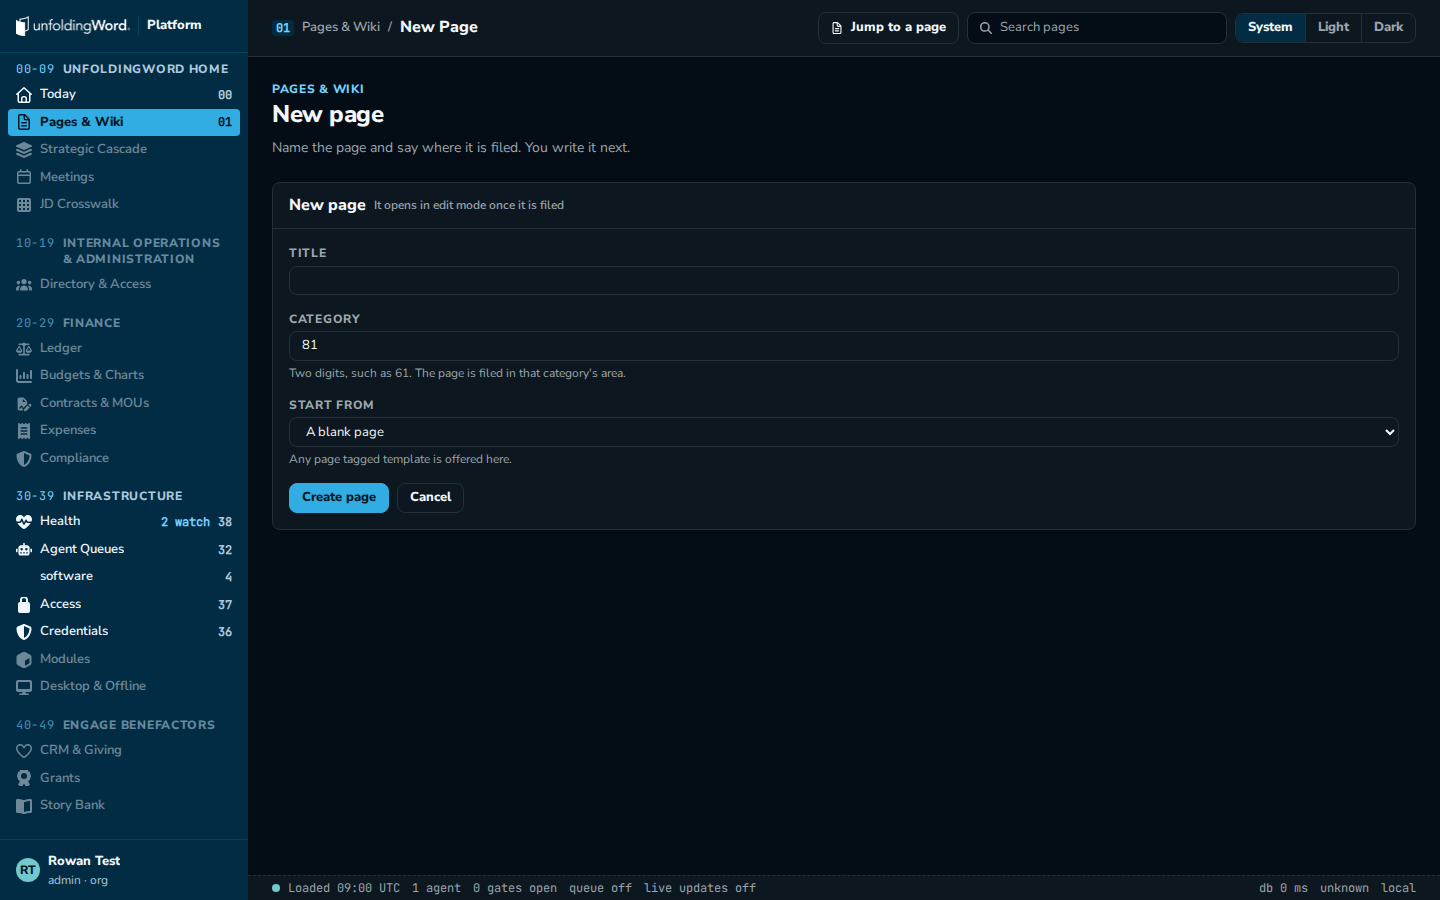 unfoldingWord. Platform
00-09 UNFOLDINGWORD HOME
Today 00
Pages & Wiki 01
Strategic Cascade
Meetings
JD Crosswalk
10-19 INTERNAL OPERATIONS
& ADMINISTRATION
Directory & Access
20-29 FINANCE
Ledger
Budgets & Charts
Contracts & MOUs
Expenses
Compliance
30-39 INFRASTRUCTURE
Health 2 watch 38
Agent Queues 32
software 4
Access 37
Credentials 36
Modules
Desktop & Offline
40-49 ENGAGE BENEFACTORS
CRM & Giving
Grants
Story Bank
RT Rowan Test
admin · org
01 Pages & Wiki / New Page
Jump to a page
Search pages
System Light Dark
PAGES & WIKI
New page
Name the page and say where it is filed. You write it next.
New page It opens in edit mode once it is filed
TITLE
CATEGORY
81
Two digits, such as 61. The page is filed in that category's area.
START FROM
A blank page
Any page tagged template is offered here.
Create page Cancel
Loaded 09:00 UTC 1 agent 0 gates open queue off live updates off db 0 ms unknown local